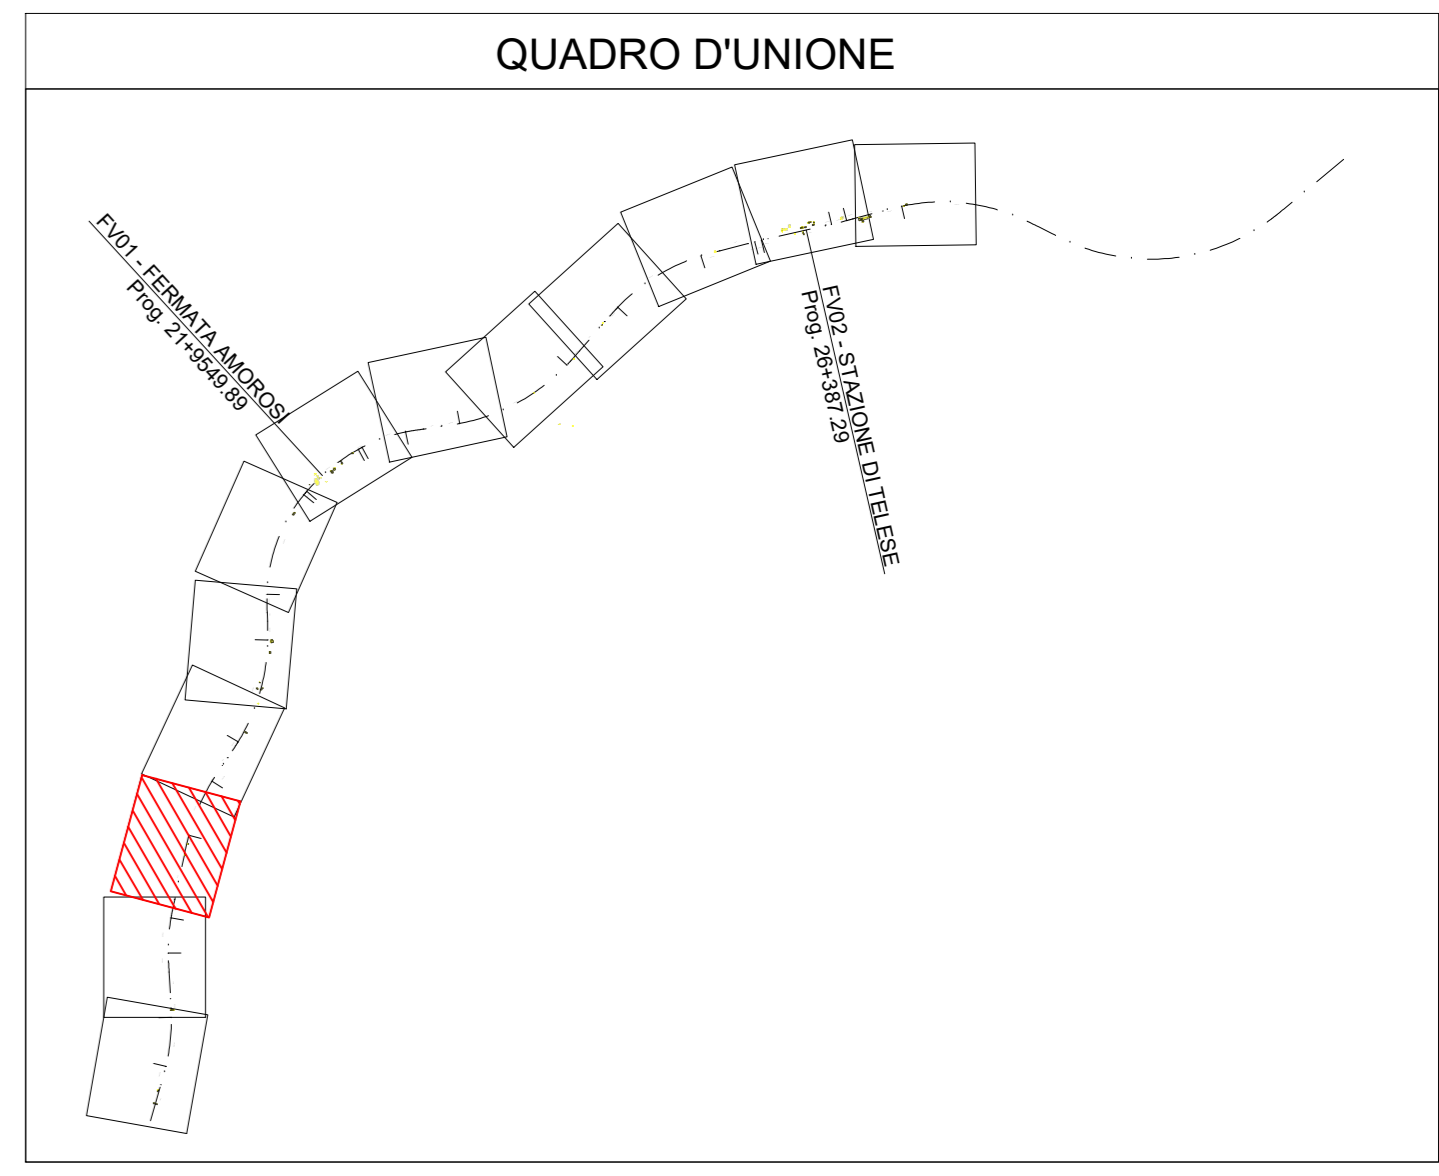 QUADRO D'UNIONE
FV01 - FERMATA AMOROSI
Prog. 21+9549.89
FV02 - STAZIONE DI TELESE
Prog. 26+387.29